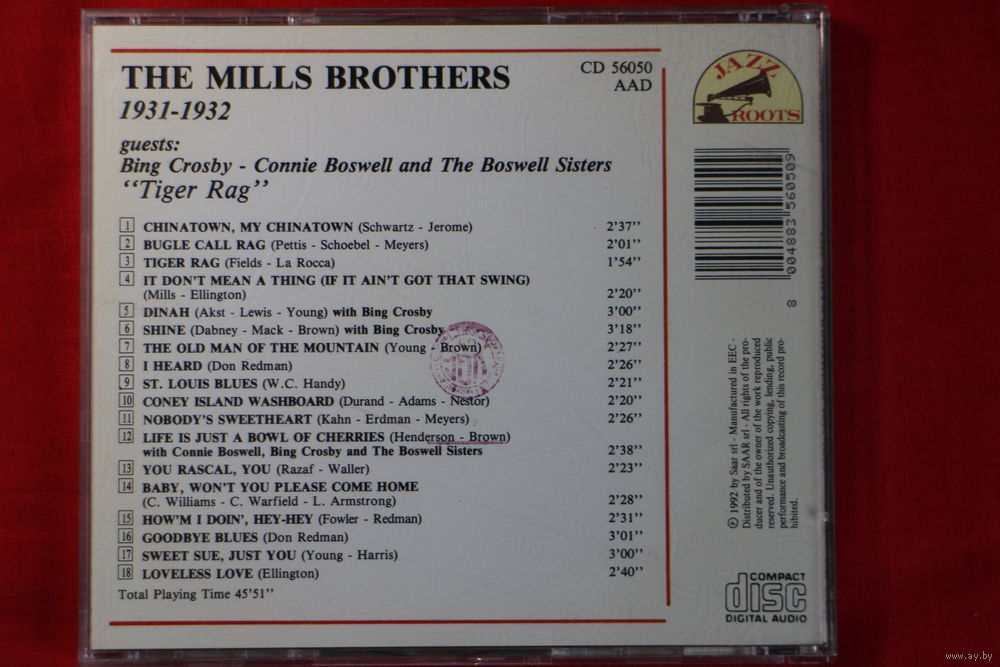 THE MILLS BROTHERS
1931-1932
CD 56050
AAD
JAZZ
ROOTS
guests:
Bing Crosby - Connie Boswell and The Boswell Sisters
“Tiger Rag”
1 CHINATOWN, MY CHINATOWN (Schwartz - Jerome) 2’37’’
2 BUGLE CALL RAG (Pettis - Schoebel - Meyers) 2’01’’
3 TIGER RAG (Fields - La Rocca) 1’54’’
4 IT DON’T MEAN A THING (IF IT AIN’T GOT THAT SWING)
(Mills - Ellington) 2’20’’
5 DINAH (Akst - Lewis - Young) with Bing Crosby 3’00’’
6 SHINE (Dabney - Mack - Brown) with Bing Crosby 3’18’’
7 THE OLD MAN OF THE MOUNTAIN (Young - Brown) 2’27’’
8 I HEARD (Don Redman) 2’26’’
9 ST. LOUIS BLUES (W.C. Handy) 2’21’’
10 CONEY ISLAND WASHBOARD (Durand - Adams - Nestor) 2’20’’
11 NOBODY’S SWEETHEART (Kahn - Erdman - Meyers) 2’26’’
12 LIFE IS JUST A BOWL OF CHERRIES (Henderson - Brown)
with Connie Boswell, Bing Crosby and The Boswell Sisters 2’38’’
13 YOU RASCAL, YOU (Razaf - Waller) 2’23’’
14 BABY, WON’T YOU PLEASE COME HOME
(C. Williams - C. Warfield - L. Armstrong) 2’28’’
15 HOW’M I DOIN’, HEY-HEY (Fowler - Redman) 2’31’’
16 GOODBYE BLUES (Don Redman) 3’01’’
17 SWEET SUE, JUST YOU (Young - Harris) 3’00’’
18 LOVELESS LOVE (Ellington) 2’40’’
Total Playing Time 45’51’’
8 004883 560509
℗ 1992 by Saar srl - Manufactured in EEC -
Distributed by SAAR srl - All rights of the pro-
ducer and of the owner of the work reproduced
reserved. Unauthorized copying, lending, public
performance and broadcasting of this record pro-
hibited.
COMPACT
disc
DIGITAL AUDIO
www.ay.by